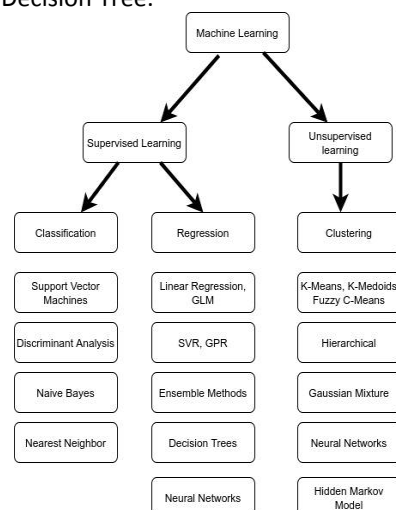 Decision Tree.
Machine Learning
Supervised Learning
Unsupervised
learning
Classification
Regression
Clustering
Support Vector
Machines
Linear Regression,
GLM
K-Means, K-Medoids
Fuzzy C-Means
Discriminant Analysis
SVR, GPR
Hierarchical
Naive Bayes
Ensemble Methods
Gaussian Mixture
Nearest Neighbor
Decision Trees
Neural Networks
Neural Networks
Hidden Markov
Model